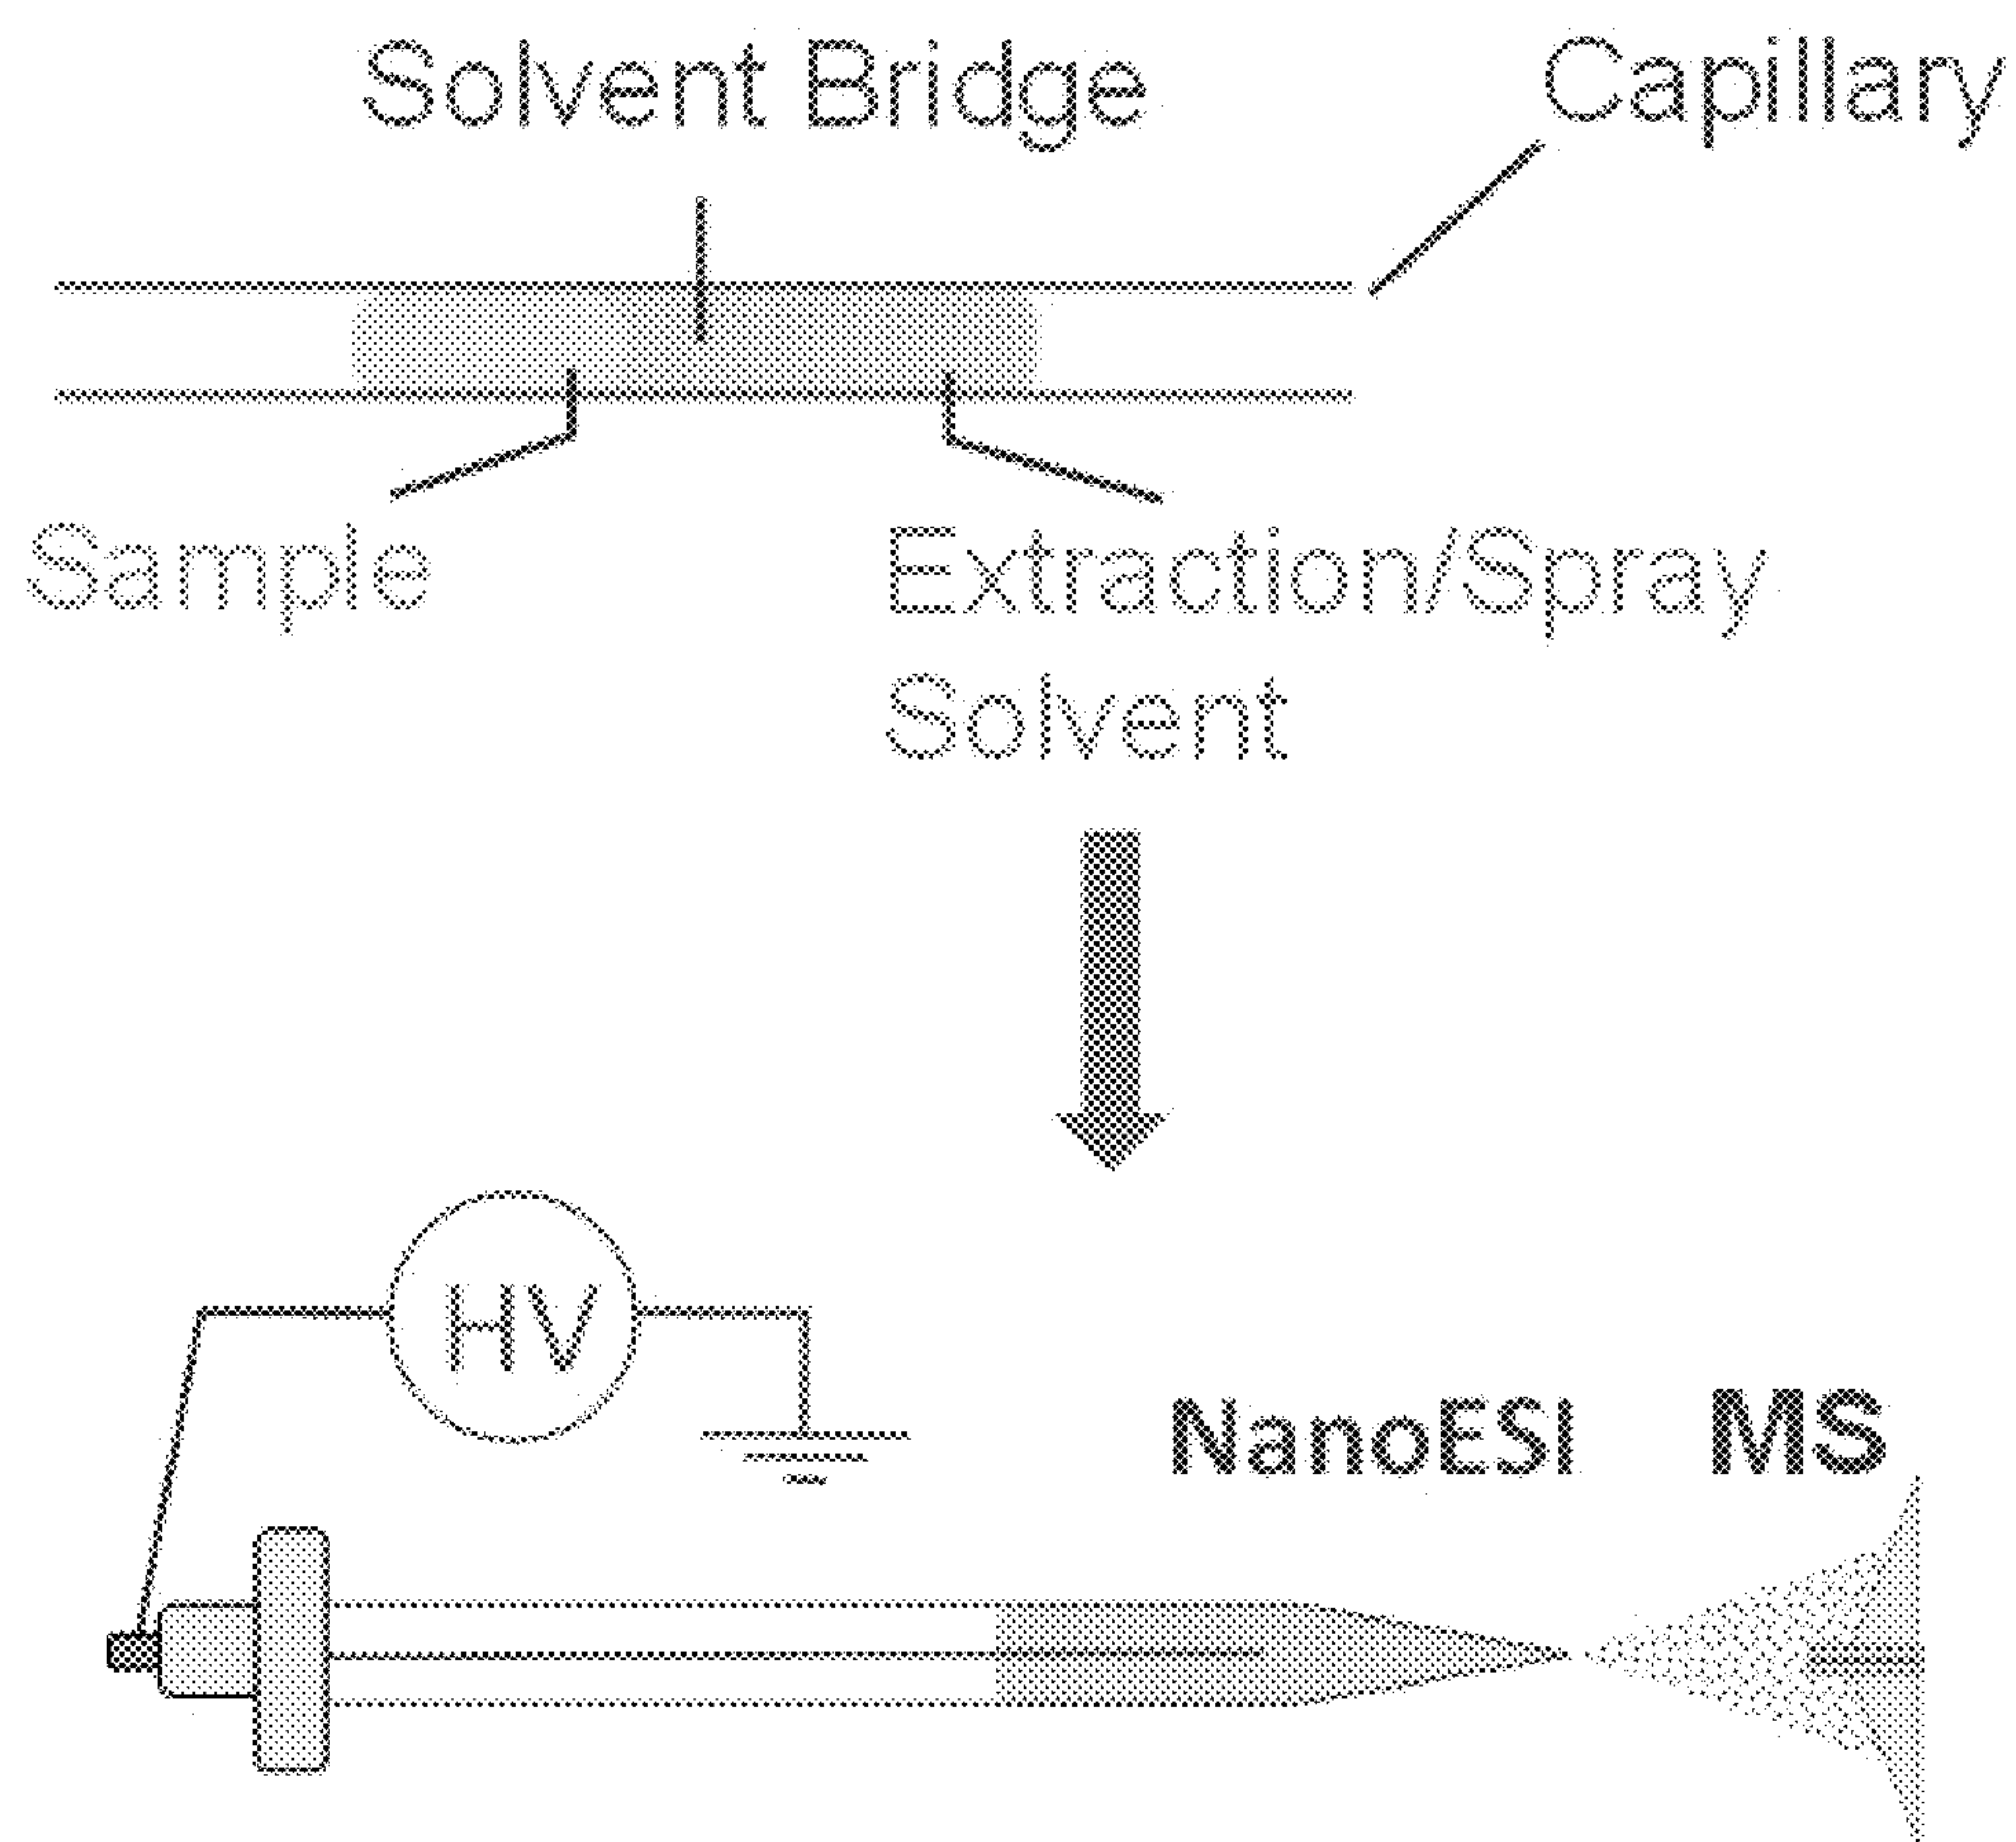 Solvent Bridge
Capillary
Sample
Extraction/Spray
Solvent
HV
NanoESI
MS